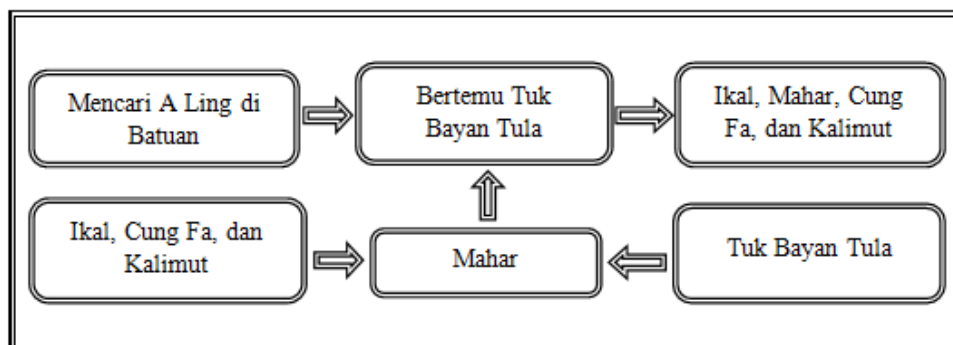 Mencari A Ling di
Batuan
Bertemu Tuk
Bayan Tula
Ikal, Mahar, Cung
Fa, dan Kalimut
Ikal, Cung Fa, dan
Kalimut
Mahar
Tuk Bayan Tula